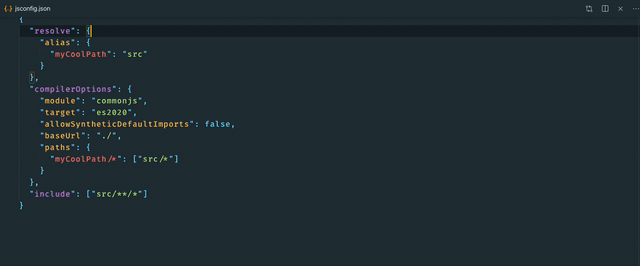 {..} jsconfig.json
{
"resolve": {
"alias": {
"myCoolPath": "src"
}
},
"compilerOptions": {
"module": "commonjs",
"target": "es2020",
"allowSyntheticDefaultImports": false,
"baseUrl": "./",
"paths": {
"myCoolPath/*": ["src/*"]
}
},
"include": ["src/**/*"]
}